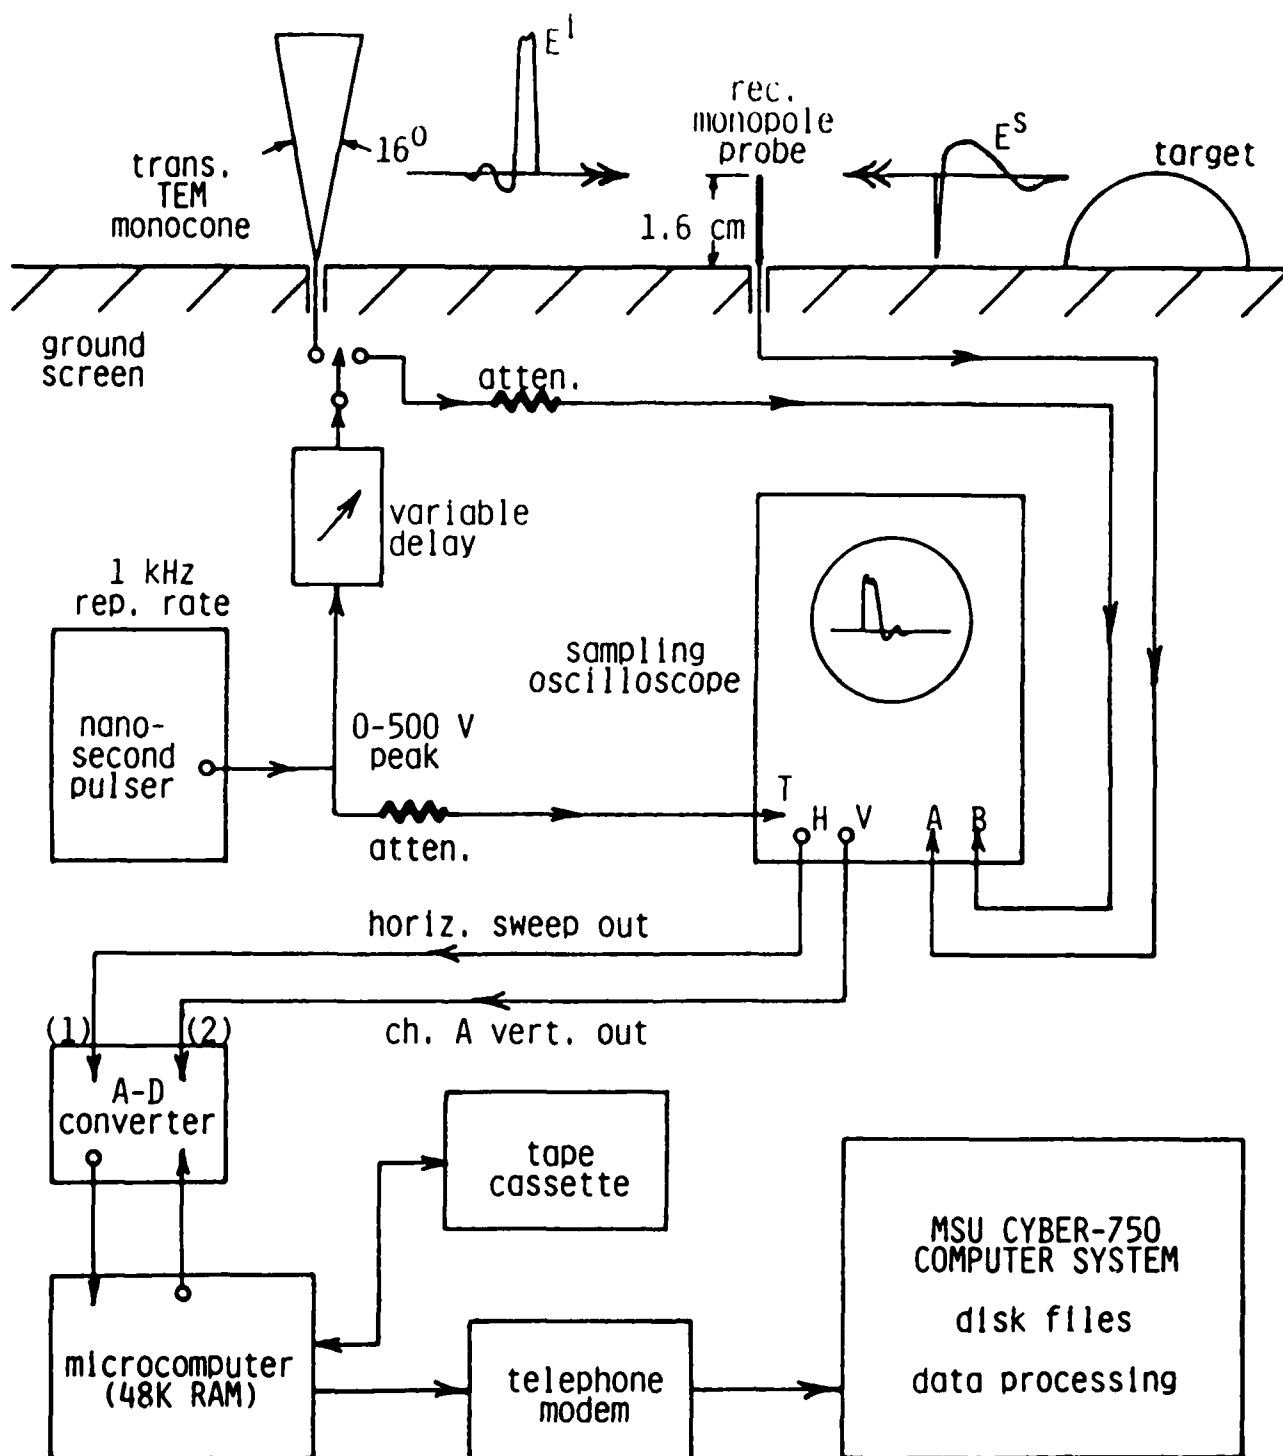 E^i
rec.
monopole
probe
E^s
target
16^o
trans.
TEM
monocone
1.6 cm
ground
screen
atten.
variable
delay
1 kHz
rep. rate
sampling
oscilloscope
nano-
second
pulser
0-500 V
peak
T
H V A B
atten.
horiz. sweep out
(1) (2)
ch. A vert. out
A-D
converter
tape
cassette
MSU CYBER-750
COMPUTER SYSTEM
disk files
data processing
microcomputer
(48K RAM)
telephone
modem